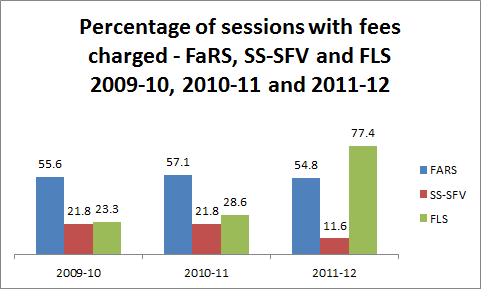 Percentage of sessions with fees
charged - FaRS, SS-SFV and FLS
2009-10, 2010-11 and 2011-12
55.6
21.8
23.3
57.1
21.8
28.6
54.8
11.6
77.4
FARS
SS-SFV
FLS
2009-10
2010-11
2011-12